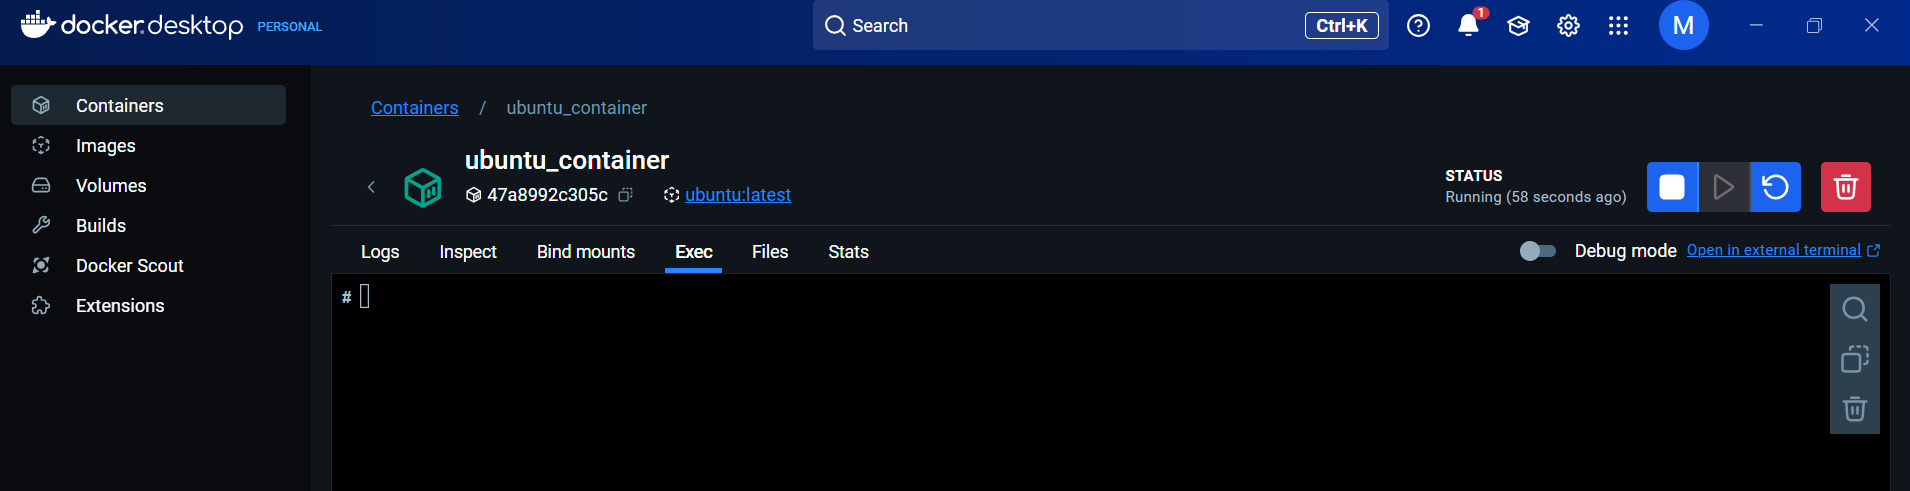 docker.desktop PERSONAL
Search Ctrl+K 1 M
Containers
Images
Volumes
Builds
Docker Scout
Extensions
Containers / ubuntu_container
ubuntu_container
47a8992c305c ubuntu:latest
STATUS
Running (58 seconds ago)
Logs Inspect Bind mounts Exec Files Stats Debug mode Open in external terminal
#